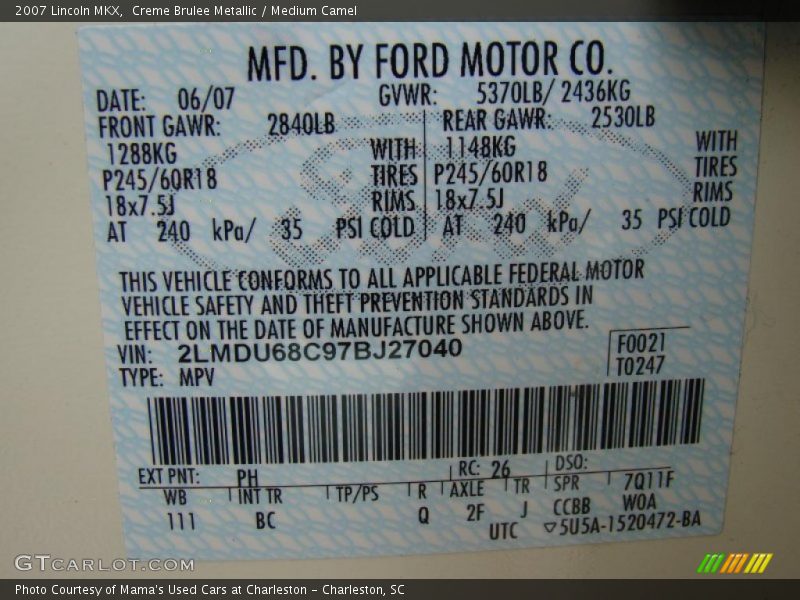 2007 Lincoln MKX, Creme Brulee Metallic / Medium Camel
MFD. BY FORD MOTOR CO.
DATE: 06/07 GVWR: 5370LB/ 2436KG
FRONT GAWR: 2840LB REAR GAWR: 2530LB
1288KG WITH 1148KG WITH
P245/60R18 TIRES P245/60R18 TIRES
18x7.5J RIMS 18x7.5J RIMS
AT 240 kPa/ 35 PSI COLD AT 240 kPa/ 35 PSI COLD
THIS VEHICLE CONFORMS TO ALL APPLICABLE FEDERAL MOTOR
VEHICLE SAFETY AND THEFT PREVENTION STANDARDS IN
EFFECT ON THE DATE OF MANUFACTURE SHOWN ABOVE.
VIN: 2LMDU68C97BJ27040 F0021
TYPE: MPV T0247
EXT PNT: PH RC: 26 DSO:
WB INT TR TP/PS R AXLE TR SPR 7Q11F
111 BC Q 2F J CCBB WOA
UTC ▽5U5A-1520472-BA
GTCARLOT.COM
Photo Courtesy of Mama's Used Cars at Charleston - Charleston, SC